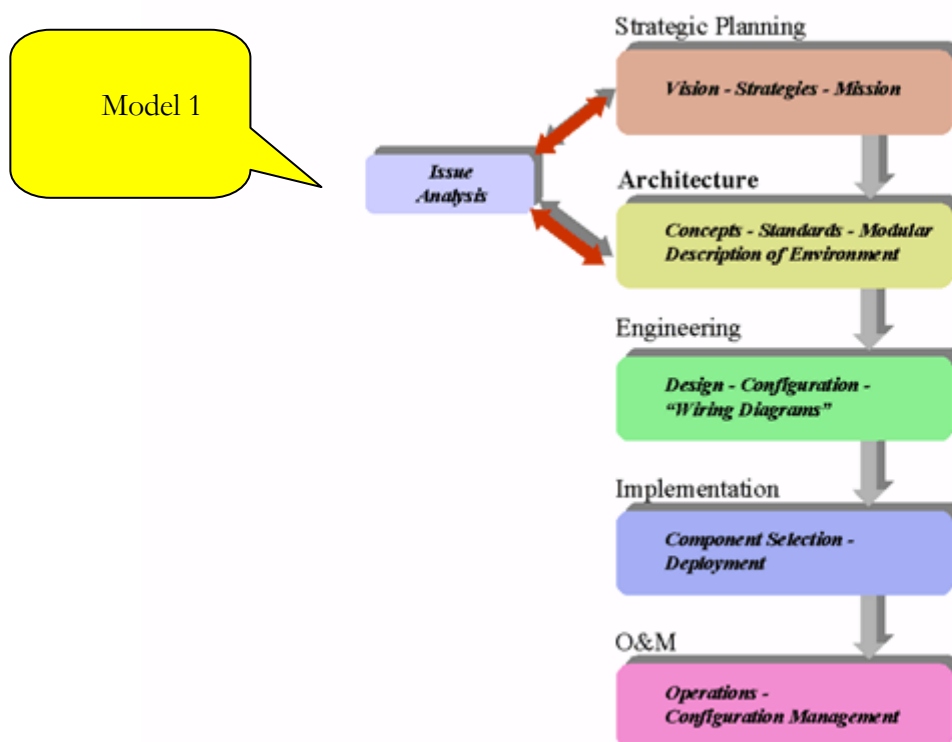 Strategic Planning
Vision - Strategies - Mission
Model 1
Issue
Analysis
Architecture
Concepts - Standards - Modular
Description of Environment
Engineering
Design - Configuration -
“Wiring Diagrams”
Implementation
Component Selection -
Deployment
O&M
Operations -
Configuration Management